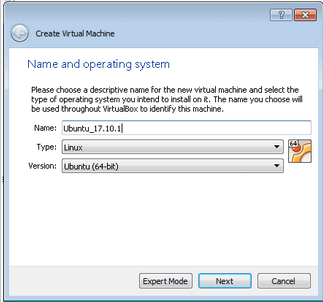 Create Virtual Machine
Name and operating system
Please choose a descriptive name for the new virtual machine and select the
type of operating system you intend to install on it. The name you choose will
be used throughout VirtualBox to identify this machine.
Name: Ubuntu_17.10.1
Type: Linux
64
Version: Ubuntu (64-bit)
Expert Mode Next Cancel